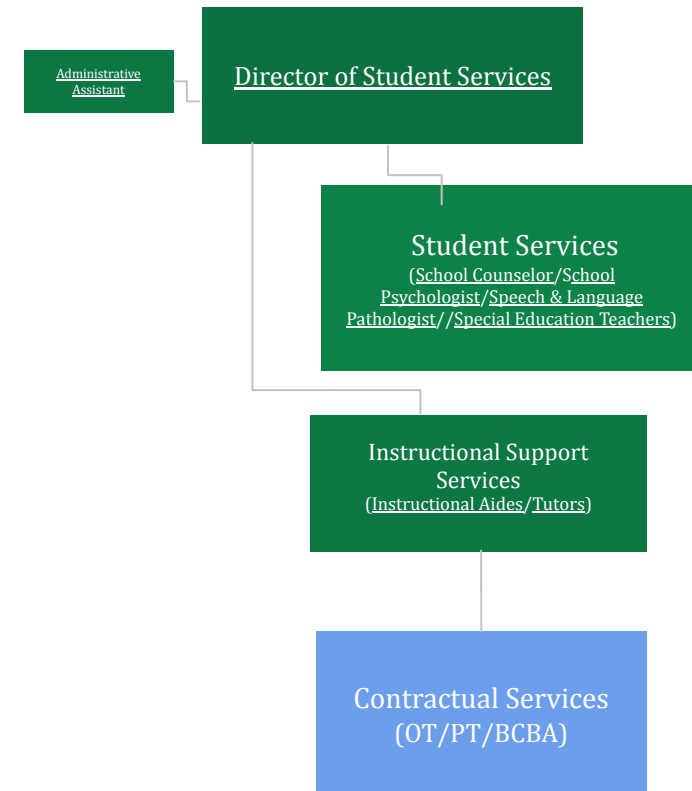 Administrative
Assistant
Director of Student Services
Student Services
(School Counselor/School
Psychologist/Speech & Language
Pathologist//Special Education Teachers)
Instructional Support
Services
(Instructional Aides/Tutors)
Contractual Services
(OT/PT/BCBA)